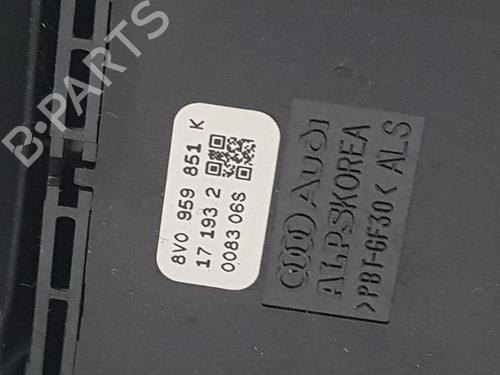 B-PARTS
8V0 959 851 K
17 193 2
0083 06S
Audi
ALPSKOREA
>PBT-GF30< ALS